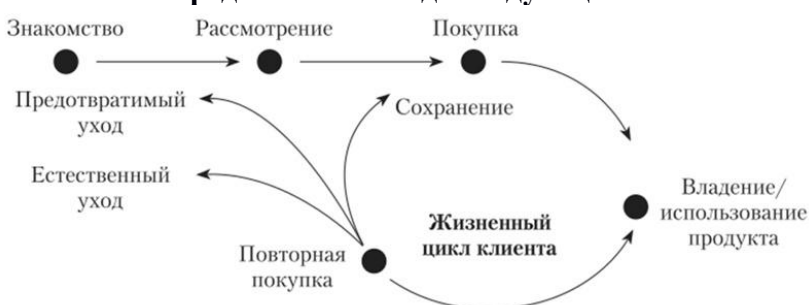 Знакомство
Рассмотрение
Покупка
Предотвратимый
уход
Сохранение
Естественный
уход
Владение/
использование
продукта
Жизненный
цикл клиента
Повторная
покупка